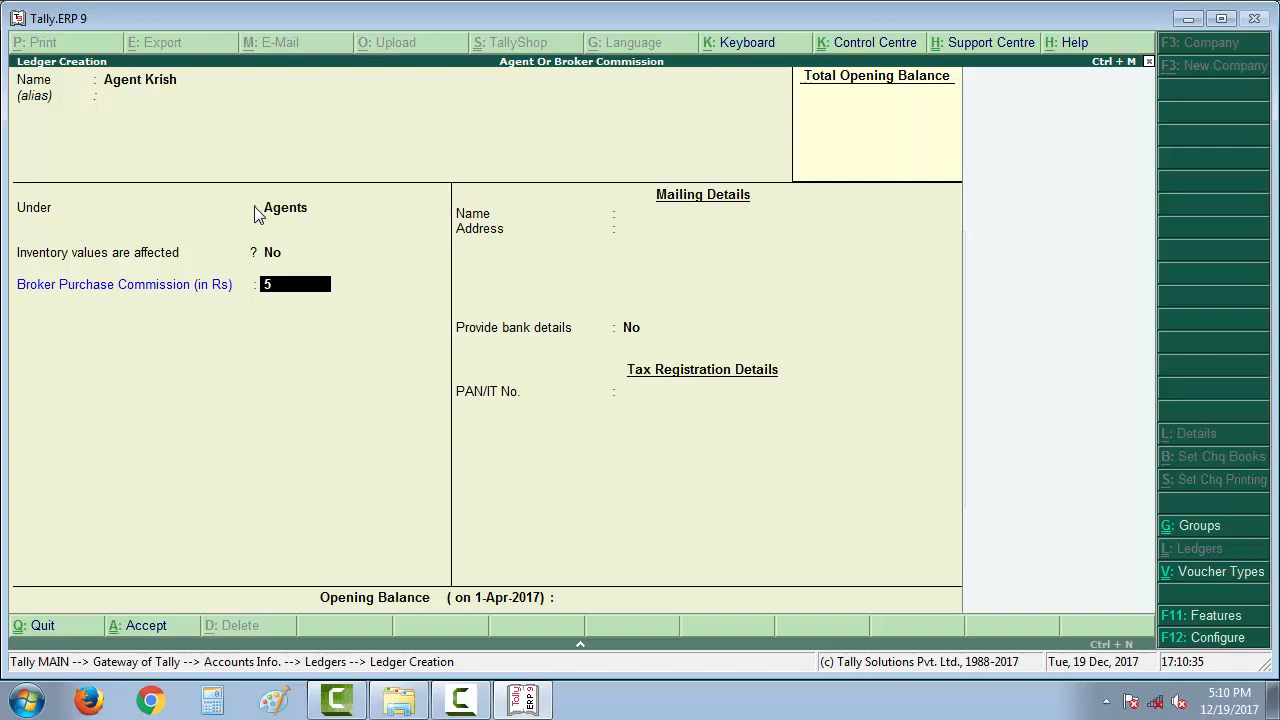 Tally.ERP 9
P: Print E: Export M: E-Mail O: Upload S: TallyShop G: Language K: Keyboard K: Control Centre H: Support Centre H: Help
F3: Company
F3: New Company
Ledger Creation Agent Or Broker Commission Ctrl + M
Name : Agent Krish
(alias) :
Total Opening Balance
Under : Agents
Inventory values are affected ? No
Broker Purchase Commission (in Rs) : 5
Mailing Details
Name :
Address :
Provide bank details : No
Tax Registration Details
PAN/IT No. :
L: Details
B: Set Chq Books
S: Set Chq Printing
G: Groups
L: Ledgers
V: Voucher Types
F11: Features
F12: Configure
Opening Balance ( on 1-Apr-2017) :
Q: Quit A: Accept D: Delete
Ctrl + N
Tally MAIN --> Gateway of Tally --> Accounts Info. --> Ledgers --> Ledger Creation (c) Tally Solutions Pvt. Ltd., 1988-2017 Tue, 19 Dec, 2017 17:10:35
5:10 PM
12/19/2017